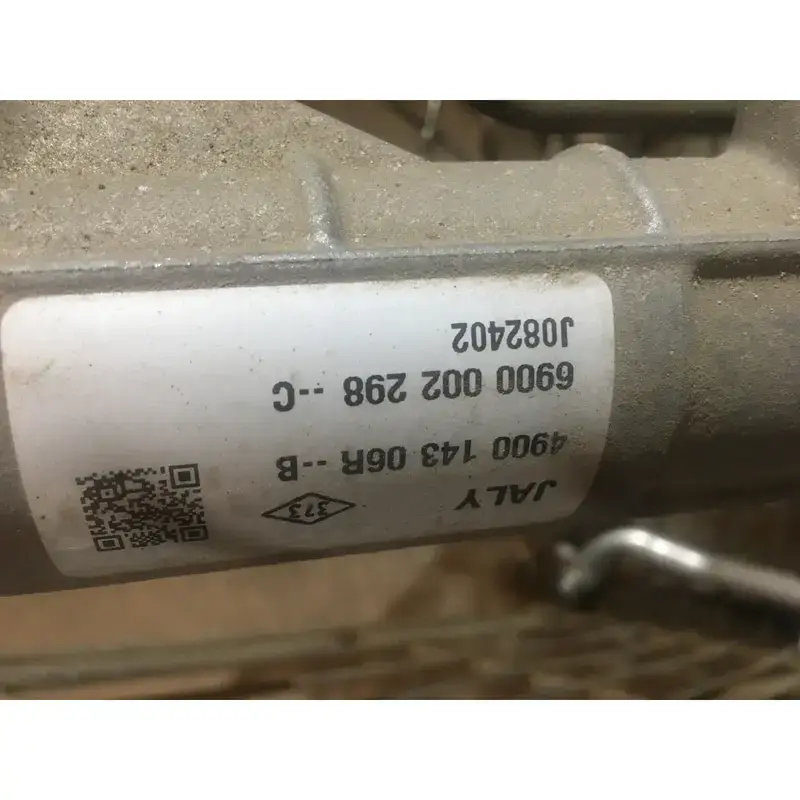 JALY
373
4900 143 06R --B
6900 002 298 --C
J082402